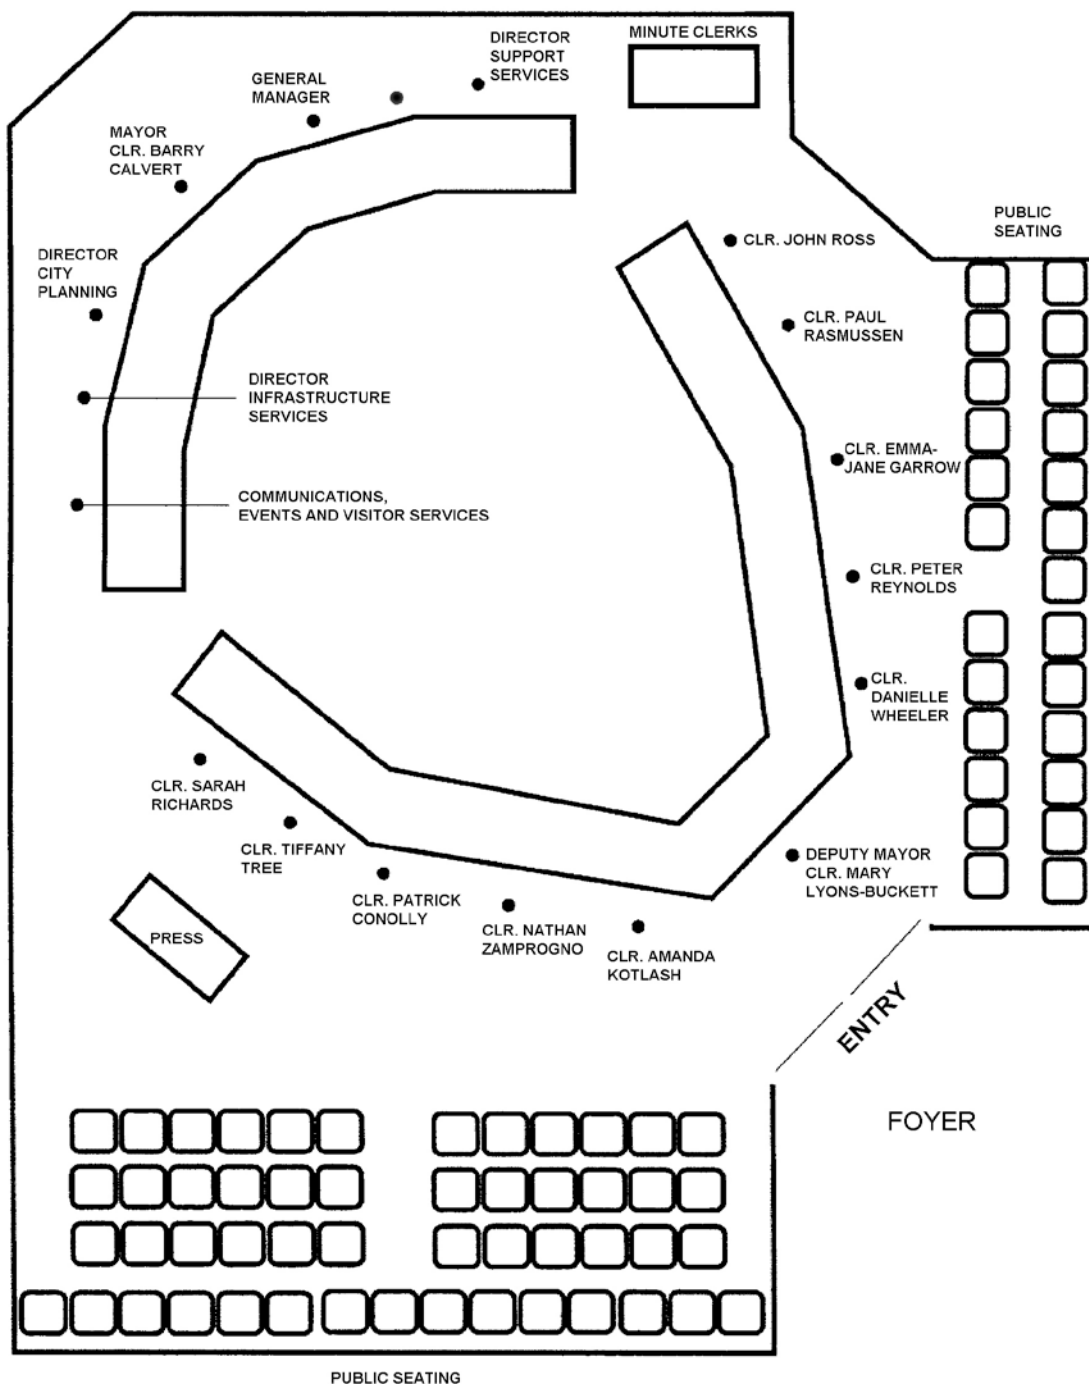 DIRECTOR
SUPPORT
SERVICES
MINUTE CLERKS
GENERAL
MANAGER
MAYOR
CLR. BARRY
CALVERT
DIRECTOR
CITY
PLANNING
DIRECTOR
INFRASTRUCTURE
SERVICES
COMMUNICATIONS,
EVENTS AND VISITOR SERVICES
CLR. JOHN ROSS
PUBLIC
SEATING
CLR. PAUL
RASMUSSEN
CLR. EMMA-
JANE GARROW
CLR. PETER
REYNOLDS
CLR.
DANIELLE
WHEELER
DEPUTY MAYOR
CLR. MARY
LYONS-BUCKETT
CLR. SARAH
RICHARDS
CLR. TIFFANY
TREE
CLR. PATRICK
CONOLLY
CLR. NATHAN
ZAMPROGNO
CLR. AMANDA
KOTLASH
PRESS
ENTRY
FOYER
PUBLIC SEATING